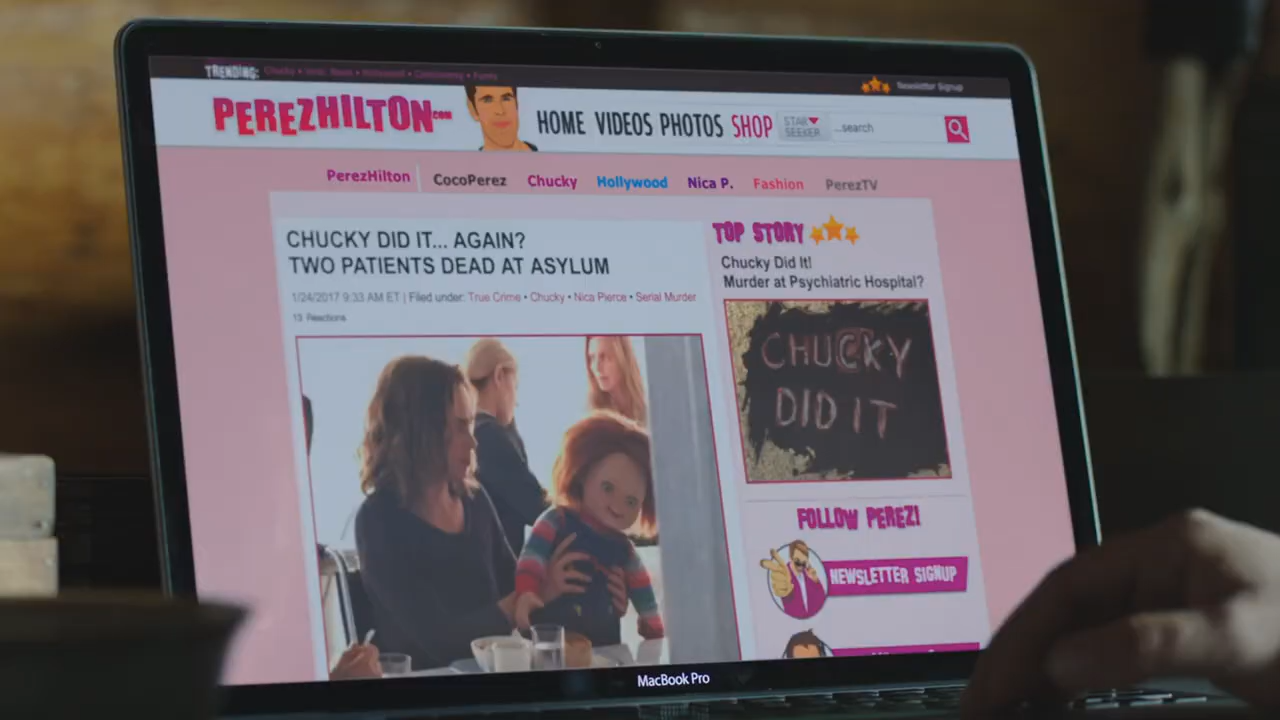 TRENDING:
PEREZHILTON.COM
HOME VIDEOS PHOTOS SHOP
STAR
SEEKER
...search
Newsletter Signup
PerezHilton CocoPerez Chucky Hollywood Nica P. Fashion PerezTV
CHUCKY DID IT... AGAIN?
TWO PATIENTS DEAD AT ASYLUM
1/24/2017 9:33 AM ET | Filed under: True Crime • Chucky • Nica Pierce • Serial Murder
13 Reactions
TOP STORY
Chucky Did It!
Murder at Psychiatric Hospital?
CHUCKY
DID IT
FOLLOW PEREZ!
NEWSLETTER SIGNUP
MacBook Pro